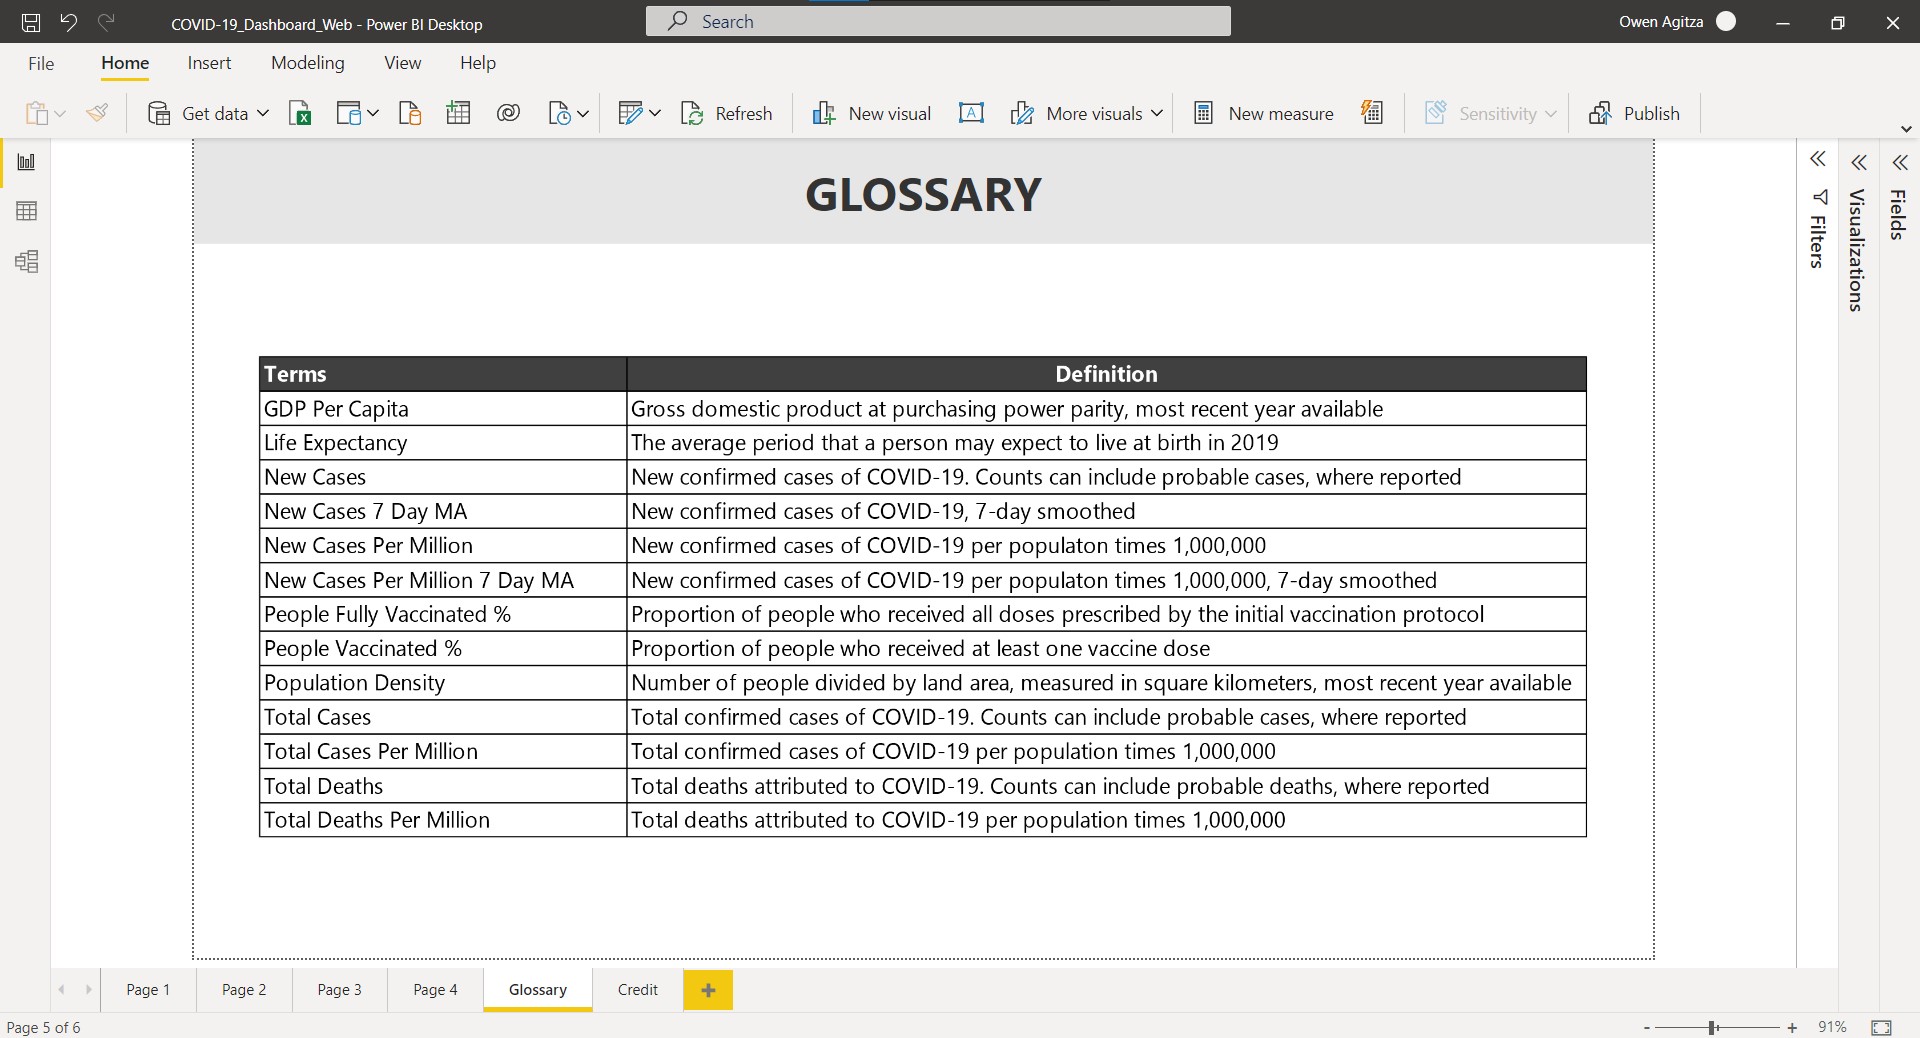 COVID-19_Dashboard_Web - Power BI Desktop
Search
Owen Agitza
File Home Insert Modeling View Help
Get data Refresh New visual More visuals New measure Sensitivity Publish
GLOSSARY
Filters
Visualizations
Fields
Terms Definition
GDP Per Capita Gross domestic product at purchasing power parity, most recent year available
Life Expectancy The average period that a person may expect to live at birth in 2019
New Cases New confirmed cases of COVID-19. Counts can include probable cases, where reported
New Cases 7 Day MA New confirmed cases of COVID-19, 7-day smoothed
New Cases Per Million New confirmed cases of COVID-19 per populaton times 1,000,000
New Cases Per Million 7 Day MA New confirmed cases of COVID-19 per populaton times 1,000,000, 7-day smoothed
People Fully Vaccinated % Proportion of people who received all doses prescribed by the initial vaccination protocol
People Vaccinated % Proportion of people who received at least one vaccine dose
Population Density Number of people divided by land area, measured in square kilometers, most recent year available
Total Cases Total confirmed cases of COVID-19. Counts can include probable cases, where reported
Total Cases Per Million Total confirmed cases of COVID-19 per population times 1,000,000
Total Deaths Total deaths attributed to COVID-19. Counts can include probable deaths, where reported
Total Deaths Per Million Total deaths attributed to COVID-19 per population times 1,000,000
Page 1 Page 2 Page 3 Page 4 Glossary Credit +
Page 5 of 6
- + 91%